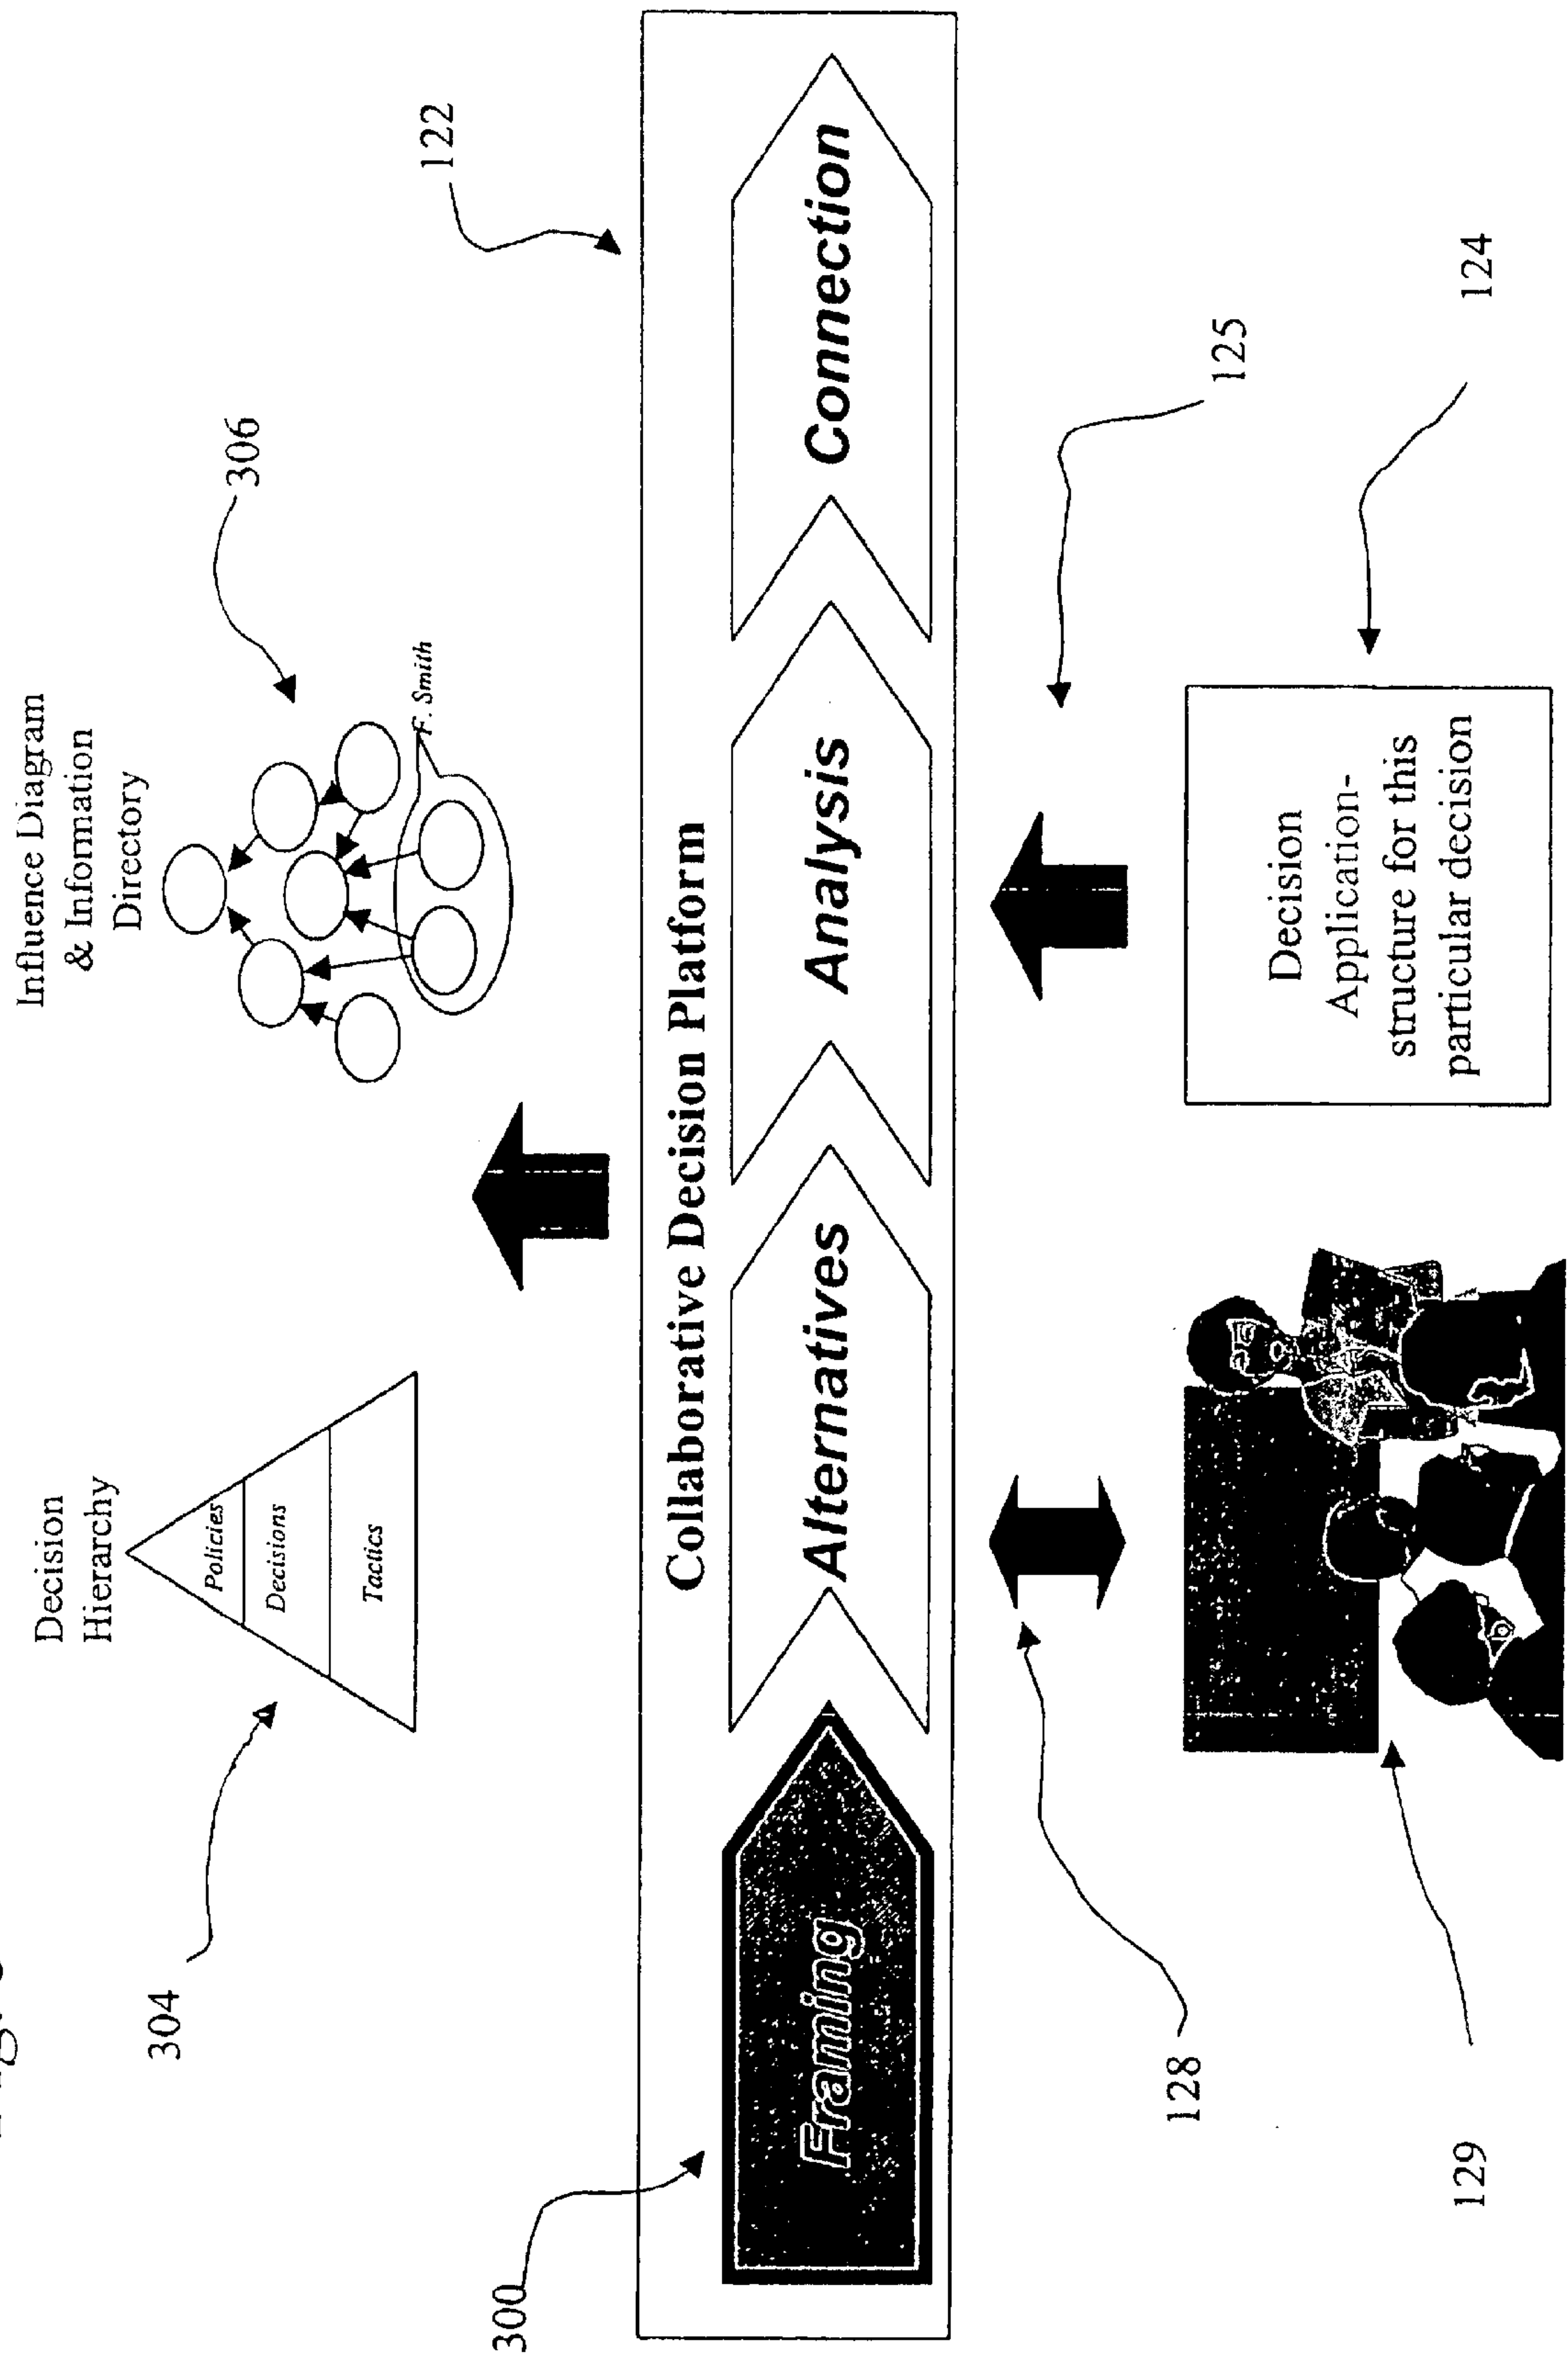 304
Decision
Hierarchy
Policies
Decisions
Tactics
Influence Diagram
& Information
Directory
F. Smith
306
122
300
Collaborative Decision Platform
Framing
Alternatives
Analysis
Connection
128
129
125
124
Decision
Application-
structure for this
particular decision